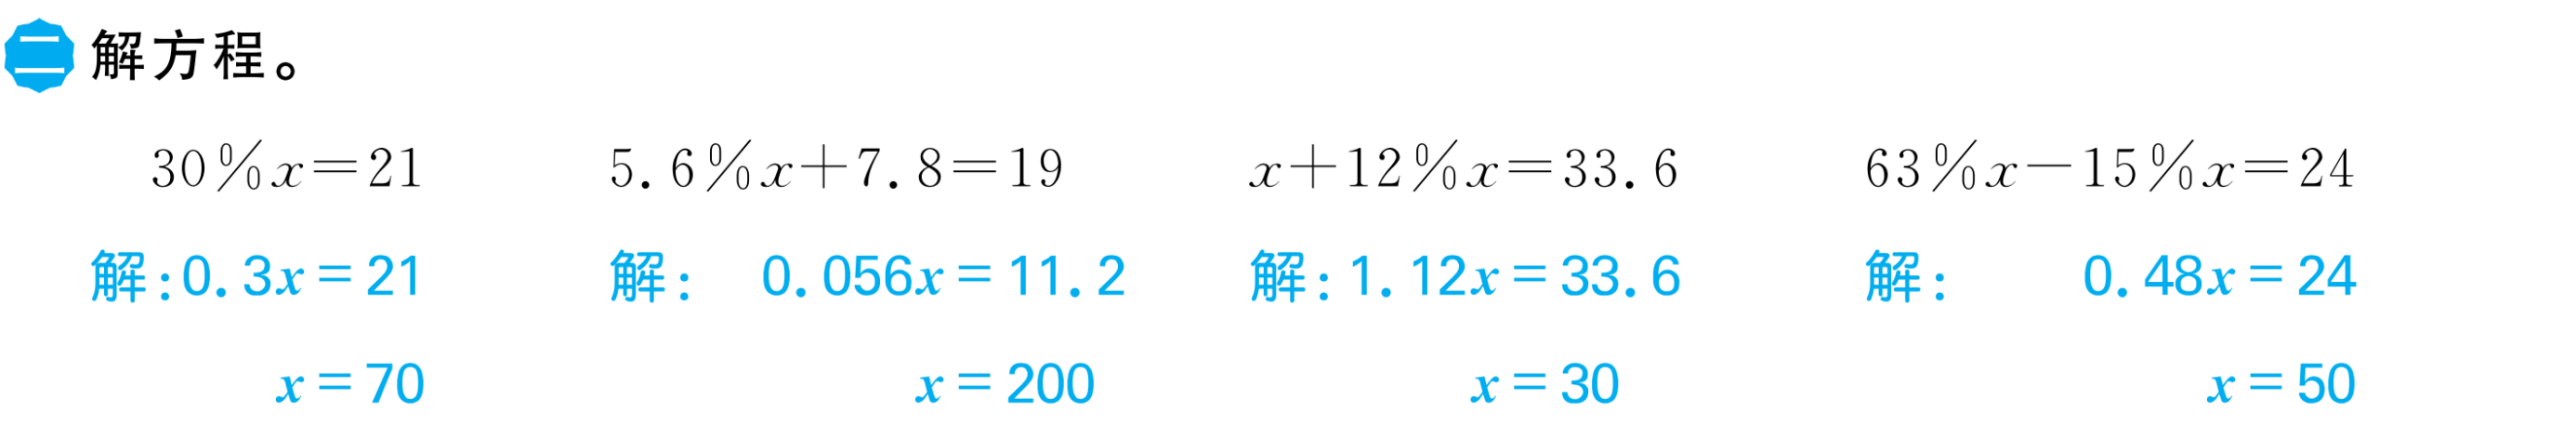 二 解方程。
30%x=21 5.6%x+7.8=19 x+12%x=33.6 63%x-15%x=24
解:0.3x=21 解: 0.056x=11.2 解:1.12x=33.6 解: 0.48x=24
x=70 x=200 x=30 x=50